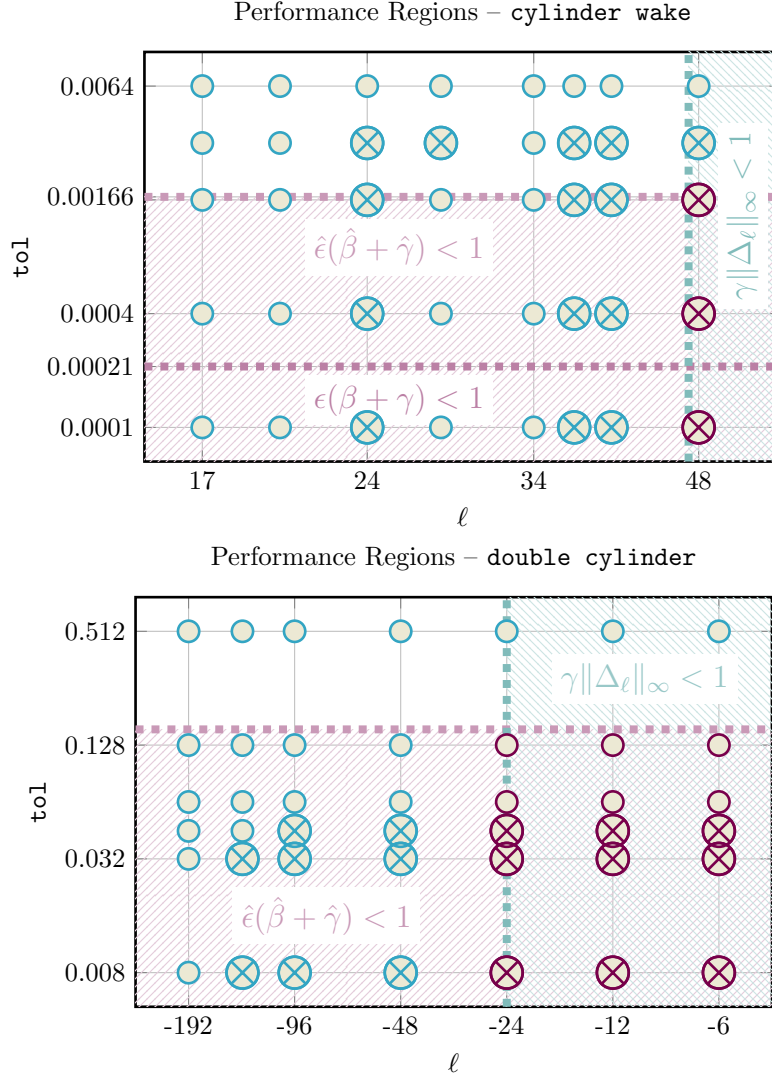 Performance Regions – cylinder wake
0.0064
0.00166
0.0004
0.00021
0.0001
tol
ϵ̂(β̂ + γ̂) < 1
ϵ(β + γ) < 1
γ‖Δ_ℓ‖_∞ < 1
17 24 34 48
ℓ
Performance Regions – double cylinder
0.512
0.128
0.032
0.008
tol
γ‖Δ_ℓ‖_∞ < 1
ϵ̂(β̂ + γ̂) < 1
-192 -96 -48 -24 -12 -6
ℓ